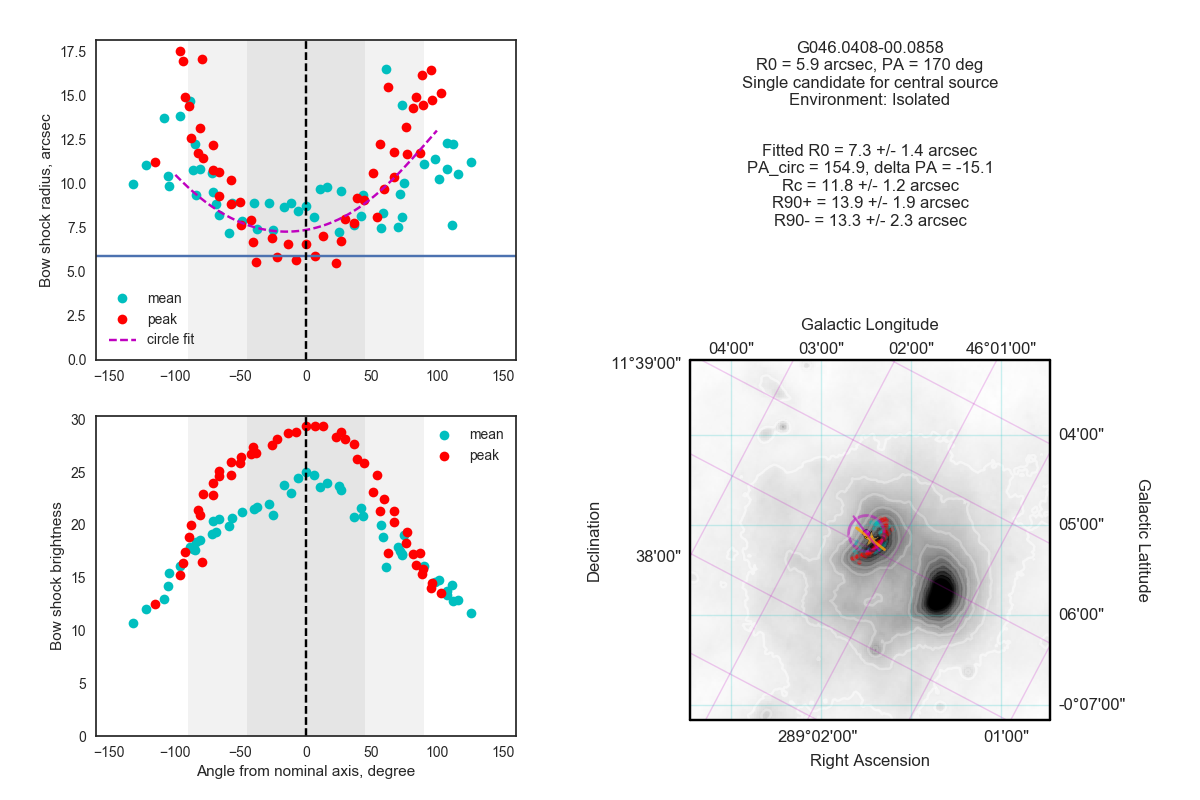 17.5
15.0
12.5
10.0
7.5
5.0
2.5
0.0
Bow shock radius, arcsec
mean
peak
circle fit
−150 −100 −50 0 50 100 150
30
25
20
15
10
5
0
Bow shock brightness
mean
peak
−150 −100 −50 0 50 100 150
Angle from nominal axis, degree
G046.0408-00.0858
R0 = 5.9 arcsec, PA = 170 deg
Single candidate for central source
Environment: Isolated
Fitted R0 = 7.3 +/- 1.4 arcsec
PA_circ = 154.9, delta PA = -15.1
Rc = 11.8 +/- 1.2 arcsec
R90+ = 13.9 +/- 1.9 arcsec
R90- = 13.3 +/- 2.3 arcsec
Galactic Longitude
04'00" 03'00" 02'00" 46°01'00"
11°39'00"
38'00"
Declination
04'00"
05'00"
06'00"
-0°07'00"
Galactic Latitude
289°02'00" 01'00"
Right Ascension